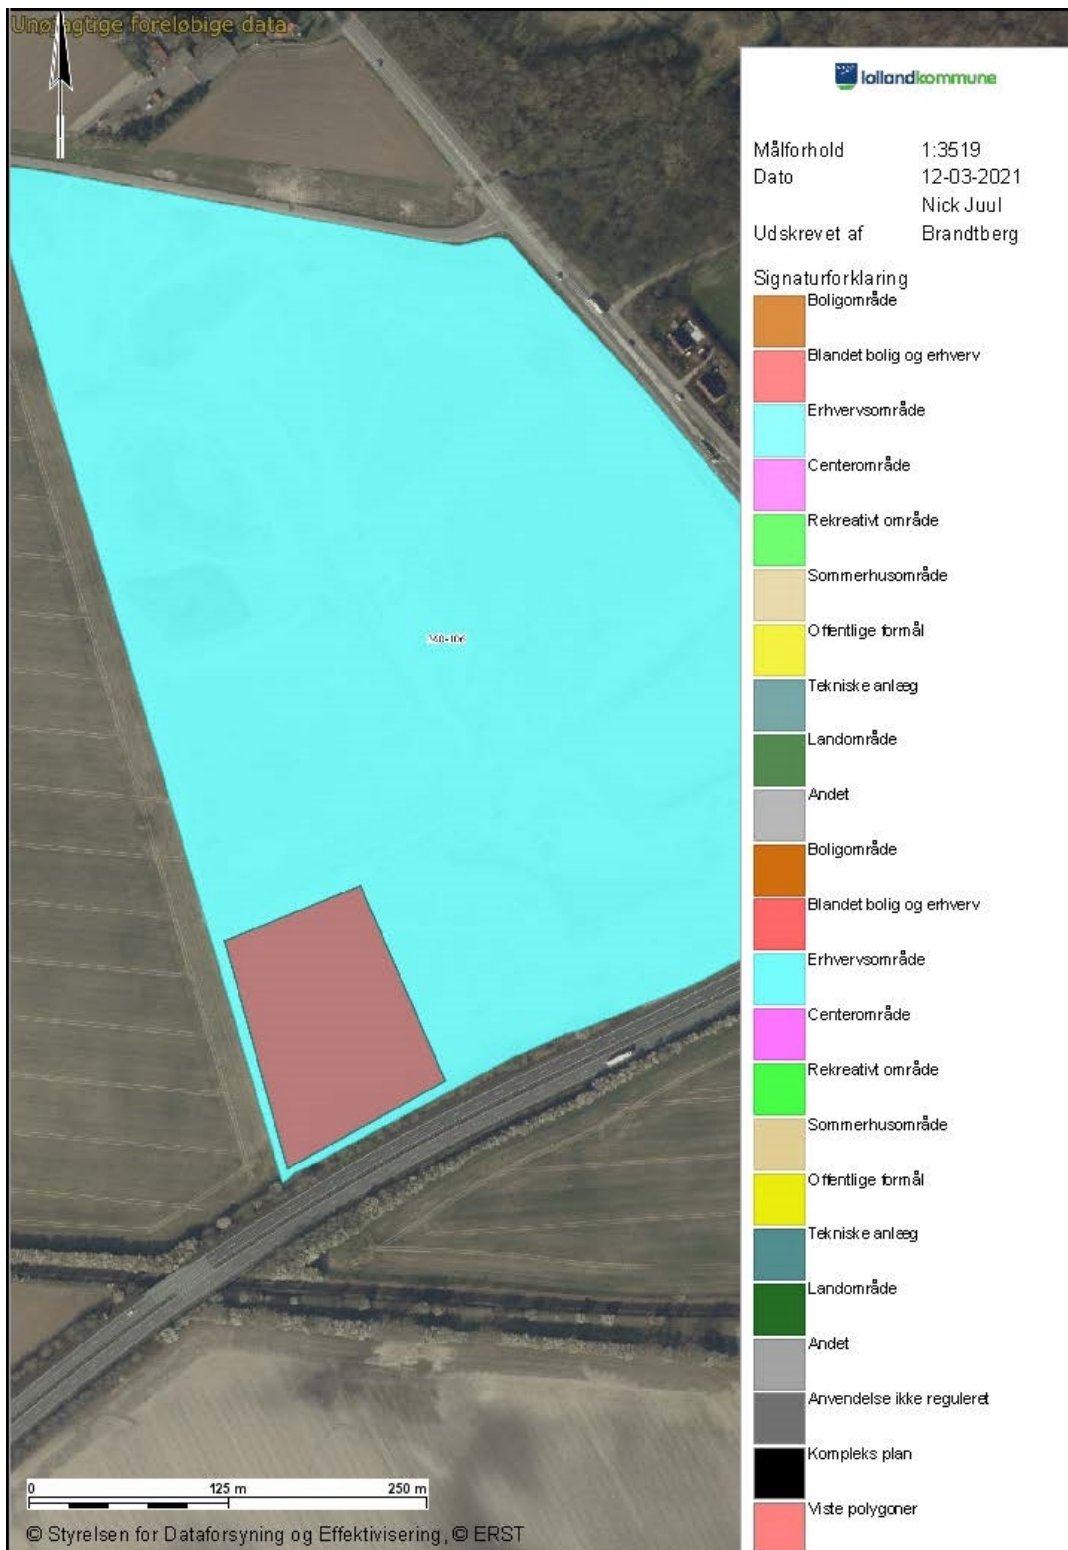 Unøjagtige foreløbige data
lollandkommune
Målforhold 1:3519
Dato 12-03-2021
Nick Juul
Udskrevet af Brandtberg
Signaturforklaring
Boligområde
Blandet bolig og erhverv
Erhvervsområde
Centerområde
Rekreativt område
Sommerhusområde
Offentlige formål
Tekniske anlæg
Landområde
Andet
Boligområde
Blandet bolig og erhverv
Erhvervsområde
Centerområde
Rekreativt område
Sommerhusområde
Offentlige formål
Tekniske anlæg
Landområde
Andet
Anvendelse ikke reguleret
Kompleks plan
Viste polygoner
0 125 m 250 m
© Styrelsen for Dataforsyning og Effektivisering, © ERST